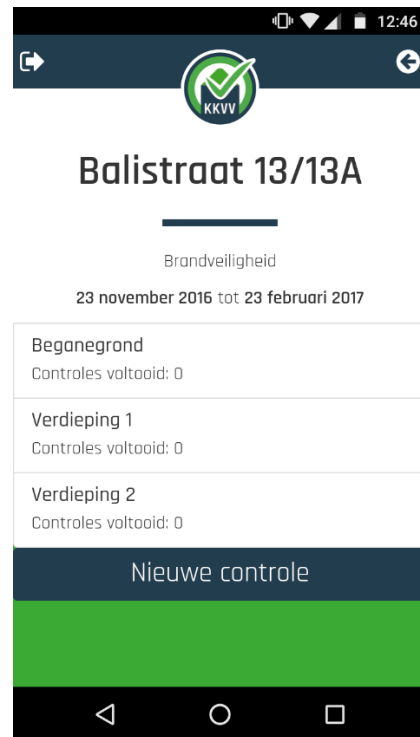 12:46
KKVV
Balistraat 13/13A
Brandveiligheid
23 november 2016 tot 23 februari 2017
Beganegrond
Controles voltooid: 0
Verdieping 1
Controles voltooid: 0
Verdieping 2
Controles voltooid: 0
Nieuwe controle